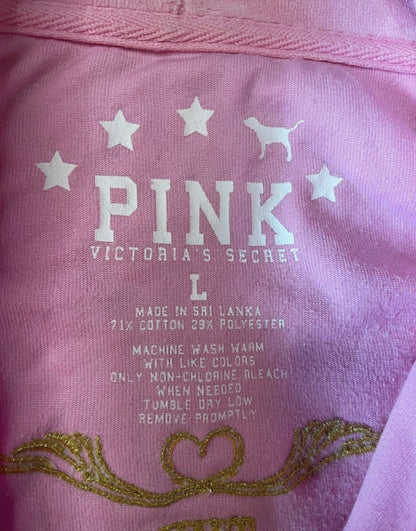 PINK
VICTORIA'S SECRET
L
MADE IN SRI LANKA
71% COTTON 29% POLYESTER
MACHINE WASH WARM
WITH LIKE COLORS
ONLY NON-CHLORINE BLEACH
WHEN NEEDED
TUMBLE DRY LOW
REMOVE PROMPTLY